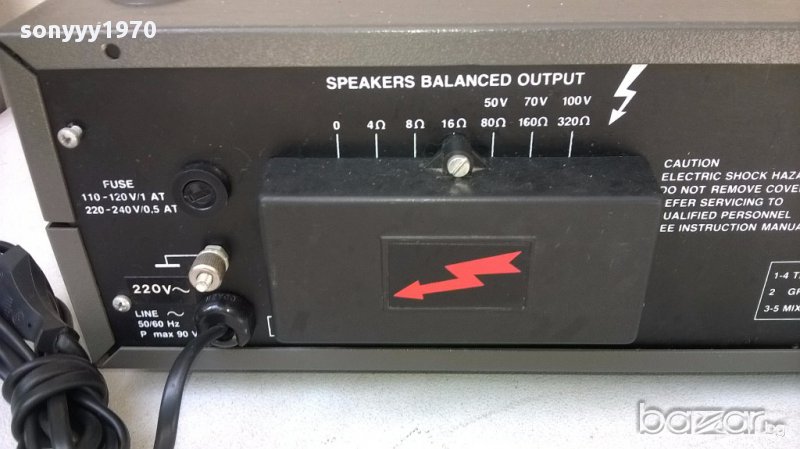 sonyyy1970
SPEAKERS BALANCED OUTPUT
50V 70V 100V
0 4Ω 8Ω 16Ω 80Ω 160Ω 320Ω
FUSE
110-120V/1 AT
220-240V/0,5 AT
CAUTION
ELECTRIC SHOCK HAZA
DO NOT REMOVE COVE
EFER SERVICING TO
UALIFIED PERSONNEL
EE INSTRUCTION MANUA
220V~
HEYCO
LINE ~
50/60 Hz
P max 90 V
1-4 T
2 GR
3-5 MIX
bazar.bg